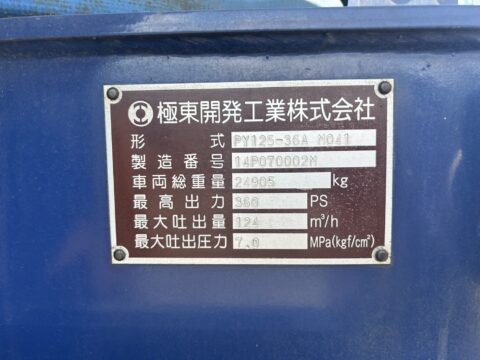 極東開発工業株式会社
形 式 PY125-36A M041
製造番号 14P070002M
車両総重量 24905 kg
最高出力 360 PS
最大吐出量 124 m³/h
最大吐出圧力 7.0 MPa(kgf/cm²)